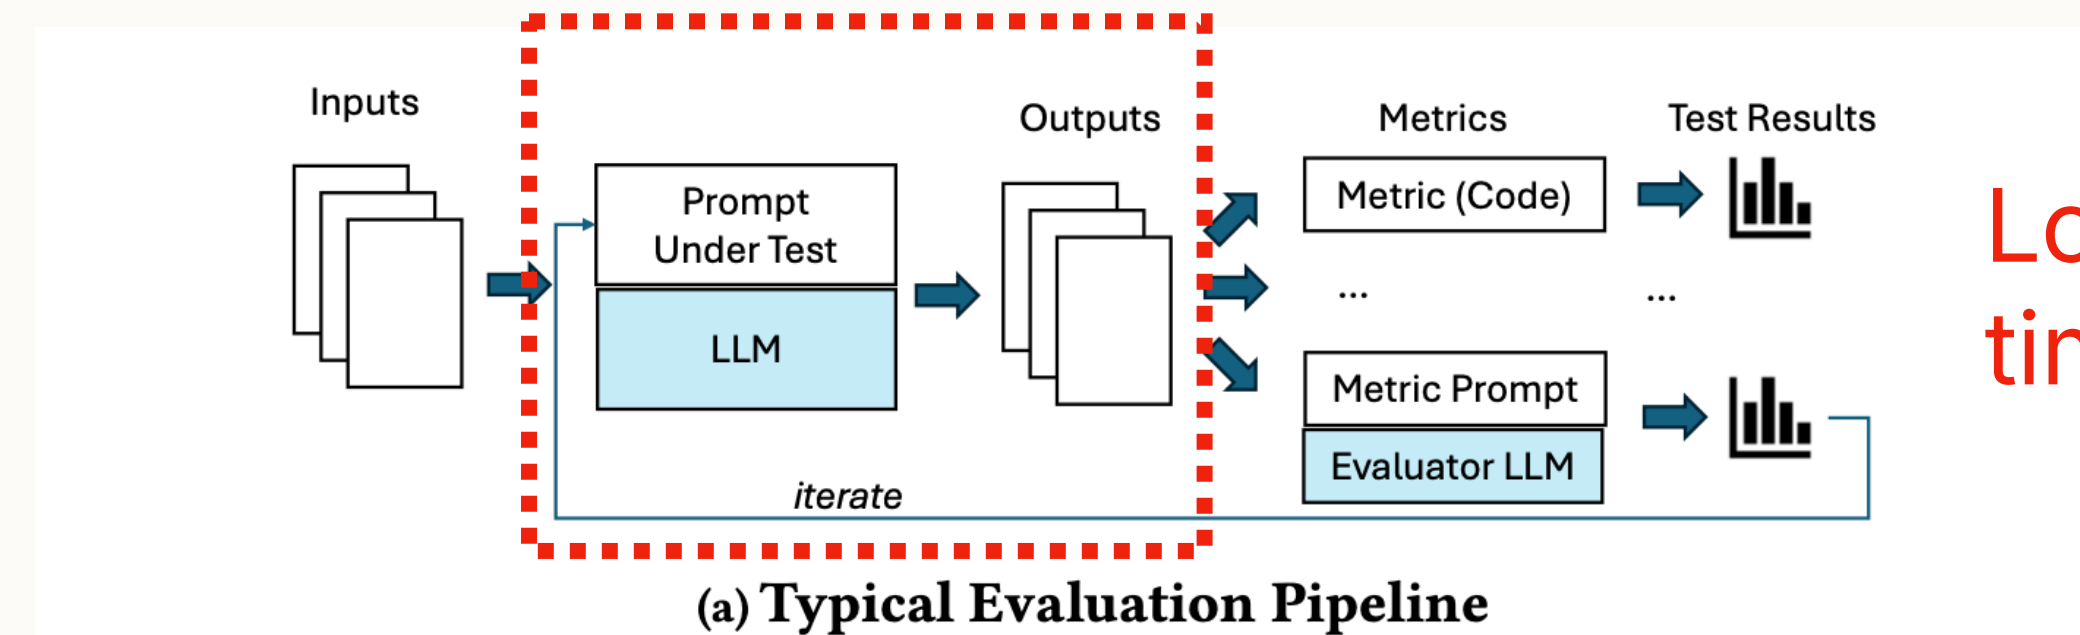 Inputs
Prompt
Under Test
LLM
Outputs
Metrics
Metric (Code)
...
Metric Prompt
Evaluator LLM
Test Results
...
iterate
(a) Typical Evaluation Pipeline